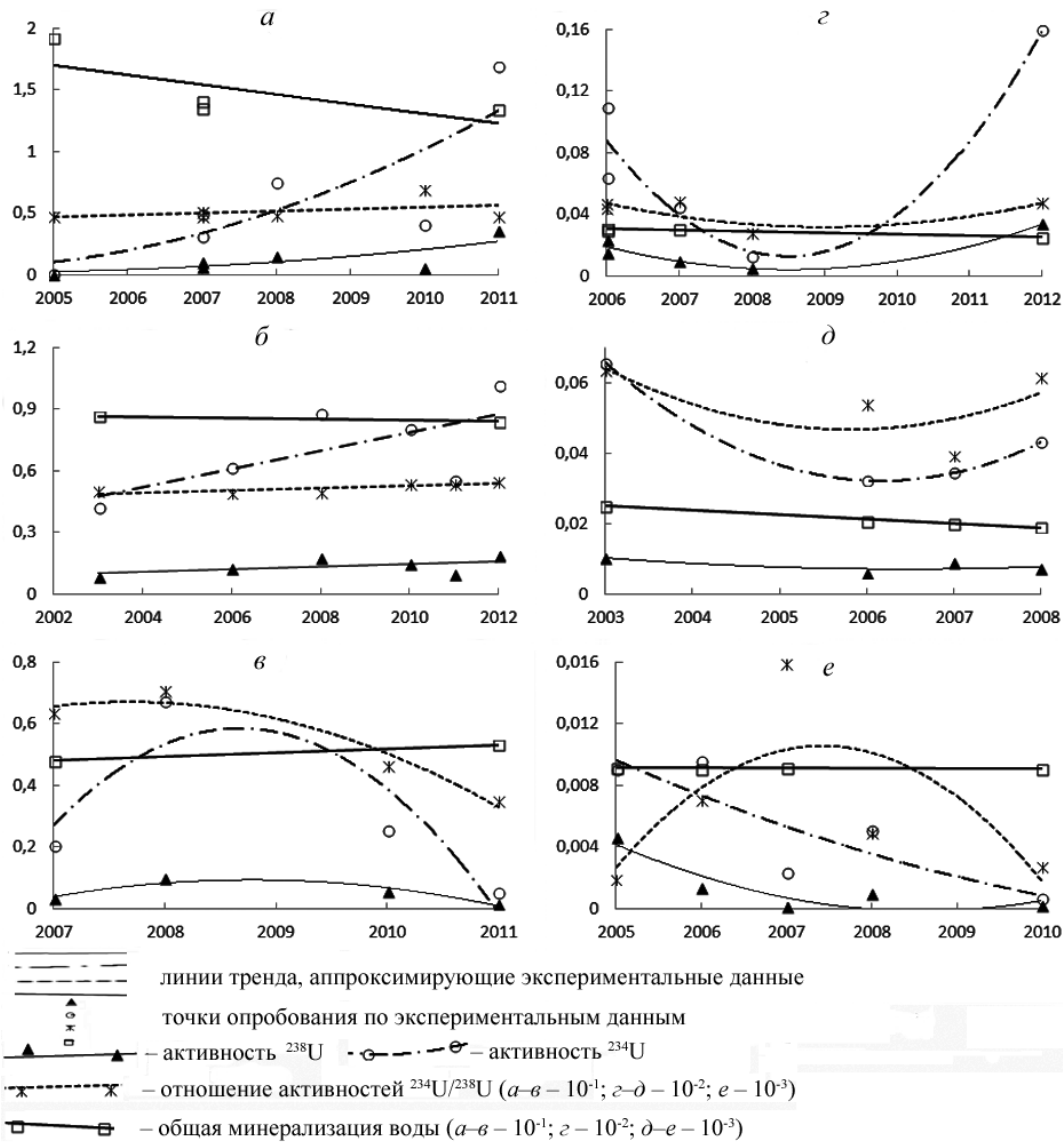 а
2
1,5
1
0,5
0
2005 2006 2007 2008 2009 2010 2011
г
0,16
0,12
0,08
0,04
0
2006 2007 2008 2009 2010 2011 2012
б
1,2
0,9
0,6
0,3
0
2002 2004 2006 2008 2010 2012
д
0,06
0,04
0,02
0
2003 2004 2005 2006 2007 2008
в
0,8
0,6
0,4
0,2
0
2007 2008 2009 2010 2011
е
0,016
0,012
0,008
0,004
0
2005 2006 2007 2008 2009 2010
линии тренда, аппроксимирующие экспериментальные данные
точки опробования по экспериментальным данным
– активность ²³⁸U – активность ²³⁴U
– отношение активностей ²³⁴U/²³⁸U (а–в – 10⁻¹; г–д – 10⁻²; е – 10⁻³)
– общая минерализация воды (а–в – 10⁻¹; г – 10⁻²; д–е – 10⁻³)